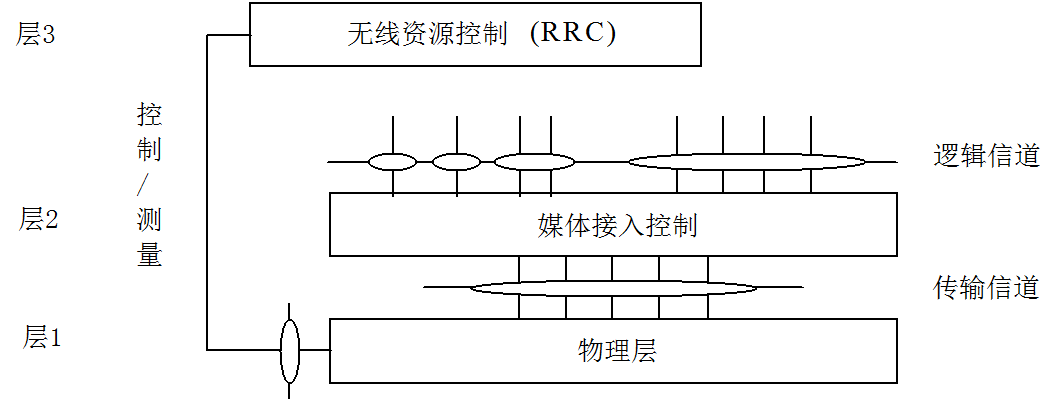 层3
无线资源控制 (RRC)
控制/测量
逻辑信道
层2
媒体接入控制
传输信道
层1
物理层